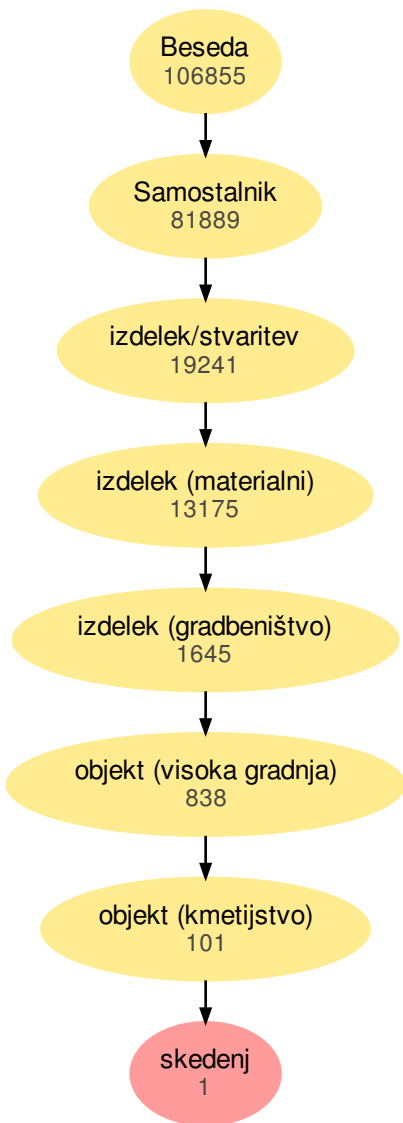 Beseda
106855
Samostalnik
81889
izdelek/stvaritev
19241
izdelek (materialni)
13175
izdelek (gradbeništvo)
1645
objekt (visoka gradnja)
838
objekt (kmetijstvo)
101
skedenj
1